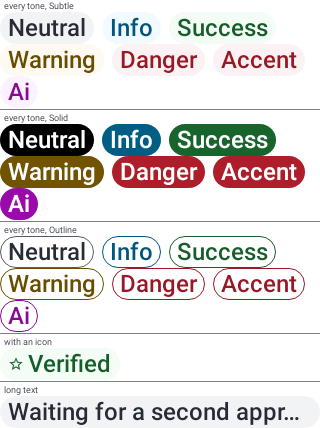 every tone, Subtle
Neutral Info Success
Warning Danger Accent
Ai
every tone, Solid
Neutral Info Success
Warning Danger Accent
Ai
every tone, Outline
Neutral Info Success
Warning Danger Accent
Ai
with an icon
Verified
long text
Waiting for a second appr...